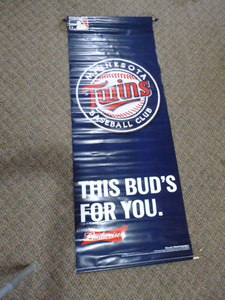 MINNESOTA
Twins
BASEBALL CLUB
THIS BUD'S
FOR YOU.
Budweiser